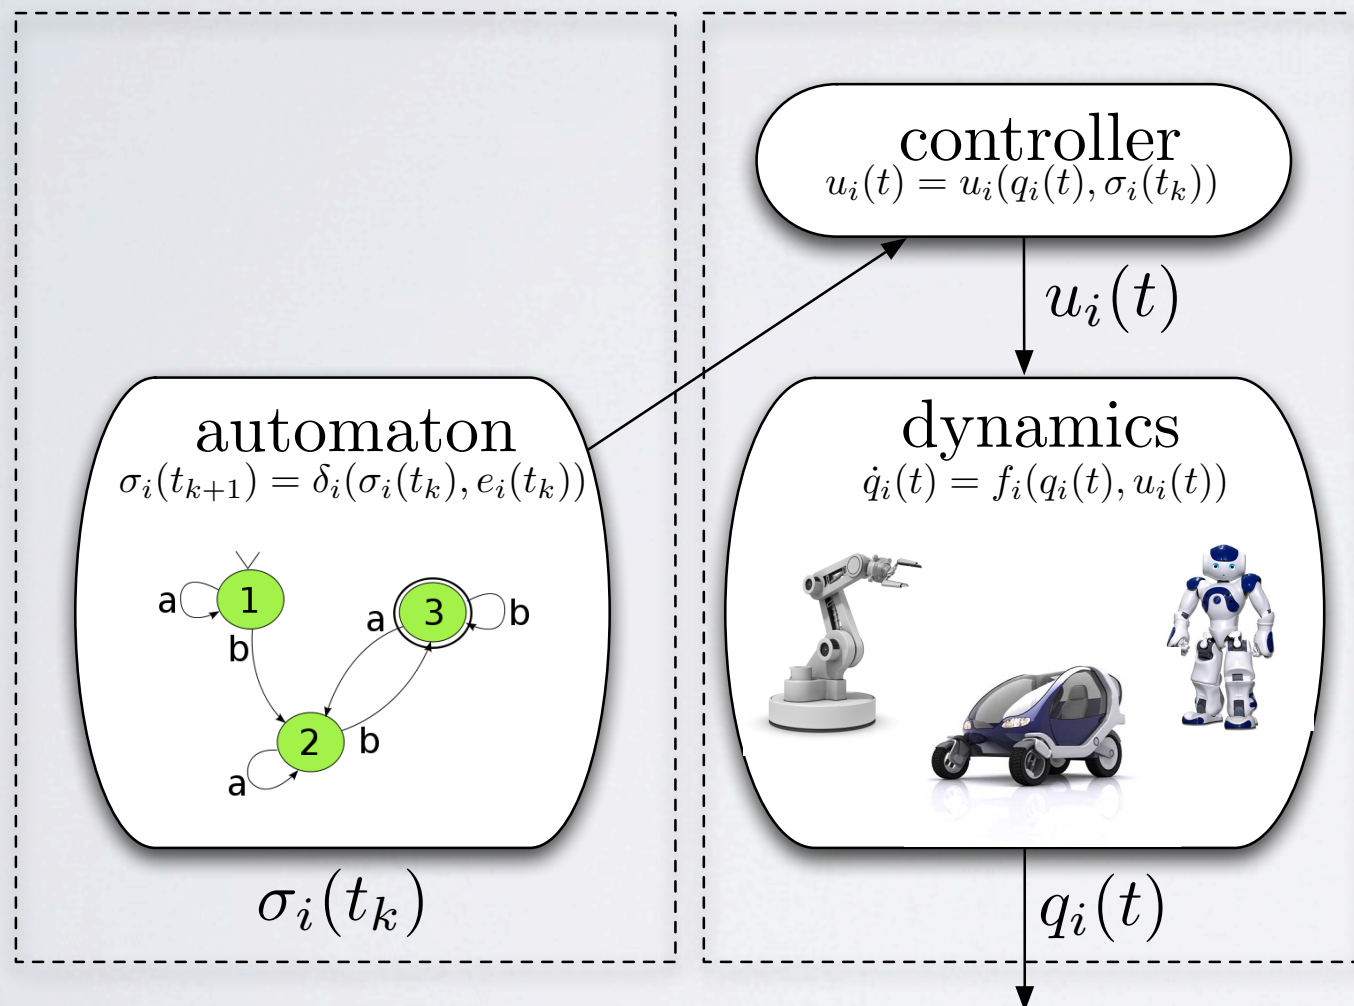 controller
u_i(t) = u_i(q_i(t), σ_i(t_k))
u_i(t)
automaton
σ_i(t_{k+1}) = δ_i(σ_i(t_k), e_i(t_k))
a
1
b
a
3
b
2
b
a
σ_i(t_k)
dynamics
q̇_i(t) = f_i(q_i(t), u_i(t))
q_i(t)